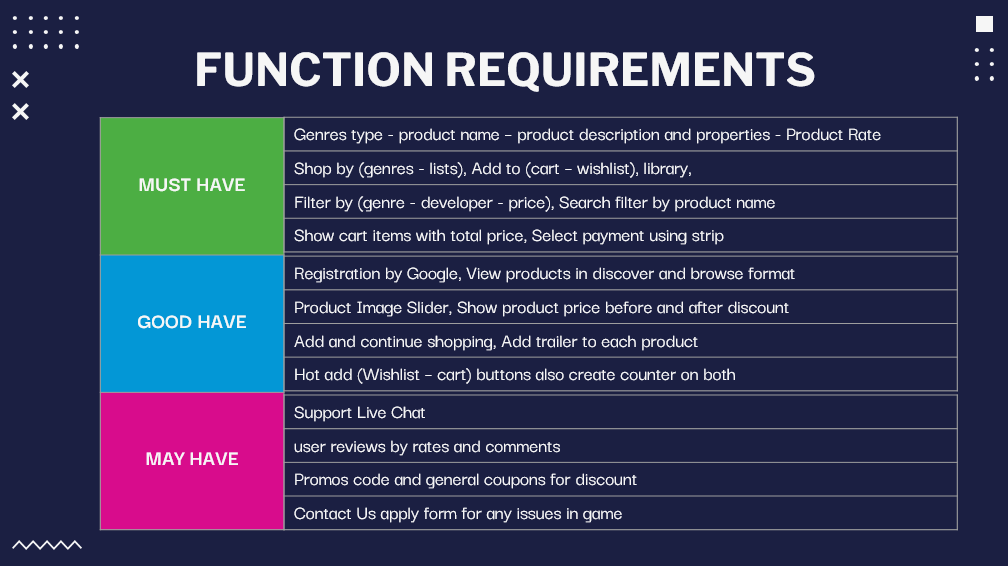 FUNCTION REQUIREMENTS
MUST HAVE
Genres type - product name – product description and properties - Product Rate
Shop by (genres - lists), Add to (cart – wishlist), library,
Filter by (genre - developer - price), Search filter by product name
Show cart items with total price, Select payment using strip
GOOD HAVE
Registration by Google, View products in discover and browse format
Product Image Slider, Show product price before and after discount
Add and continue shopping, Add trailer to each product
Hot add (Wishlist – cart) buttons also create counter on both
MAY HAVE
Support Live Chat
user reviews by rates and comments
Promos code and general coupons for discount
Contact Us apply form for any issues in game